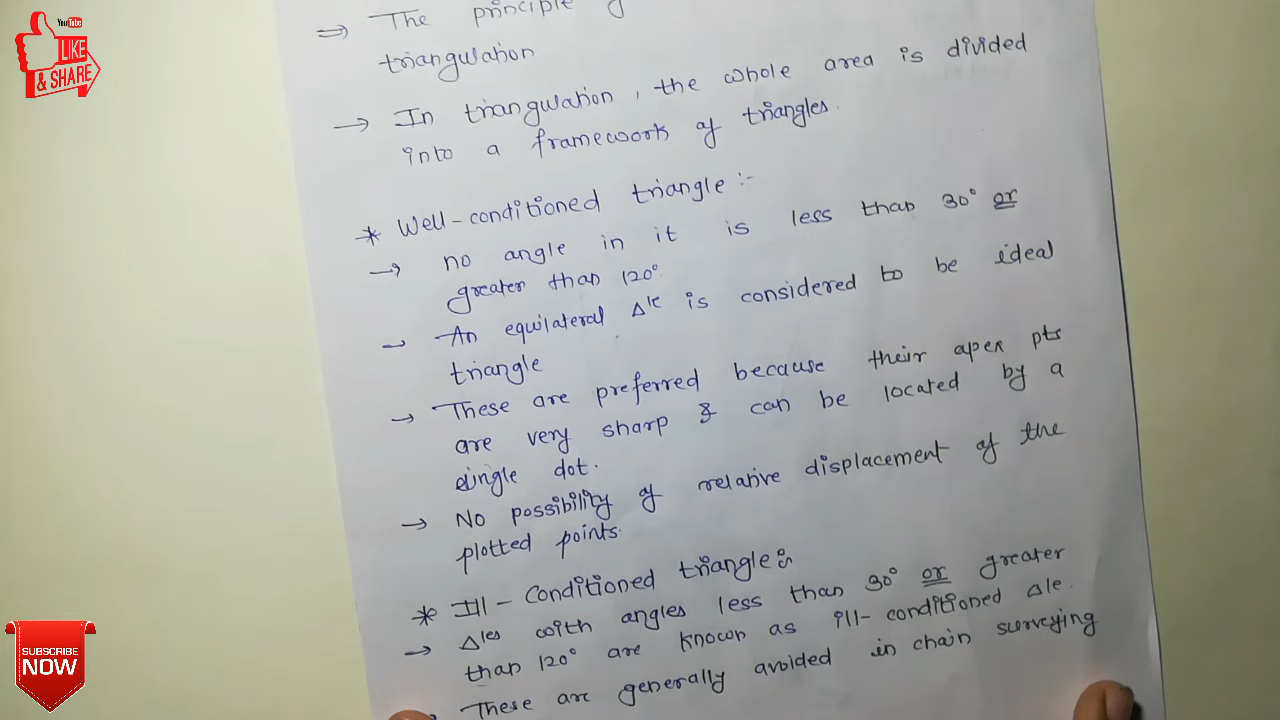 YouTube
LIKE
& SHARE
⇒ The principle
triangulation
→ In triangulation, the whole area is divided
into a framework of triangles.
* Well-conditioned triangle :-
→ no angle in it is less than 30° or
greater than 120°.
→ An equilateral Δle is considered to be ideal
triangle
→ These are preferred because their apex pts
are very sharp & can be located by a
single dot.
→ No possibility of relative displacement of the
plotted points.
* Ill-Conditioned triangle :-
→ Δles with angles less than 30° or greater
than 120° are known as ill-conditioned Δle.
These are generally avoided in chain surveying
SUBSCRIBE
NOW